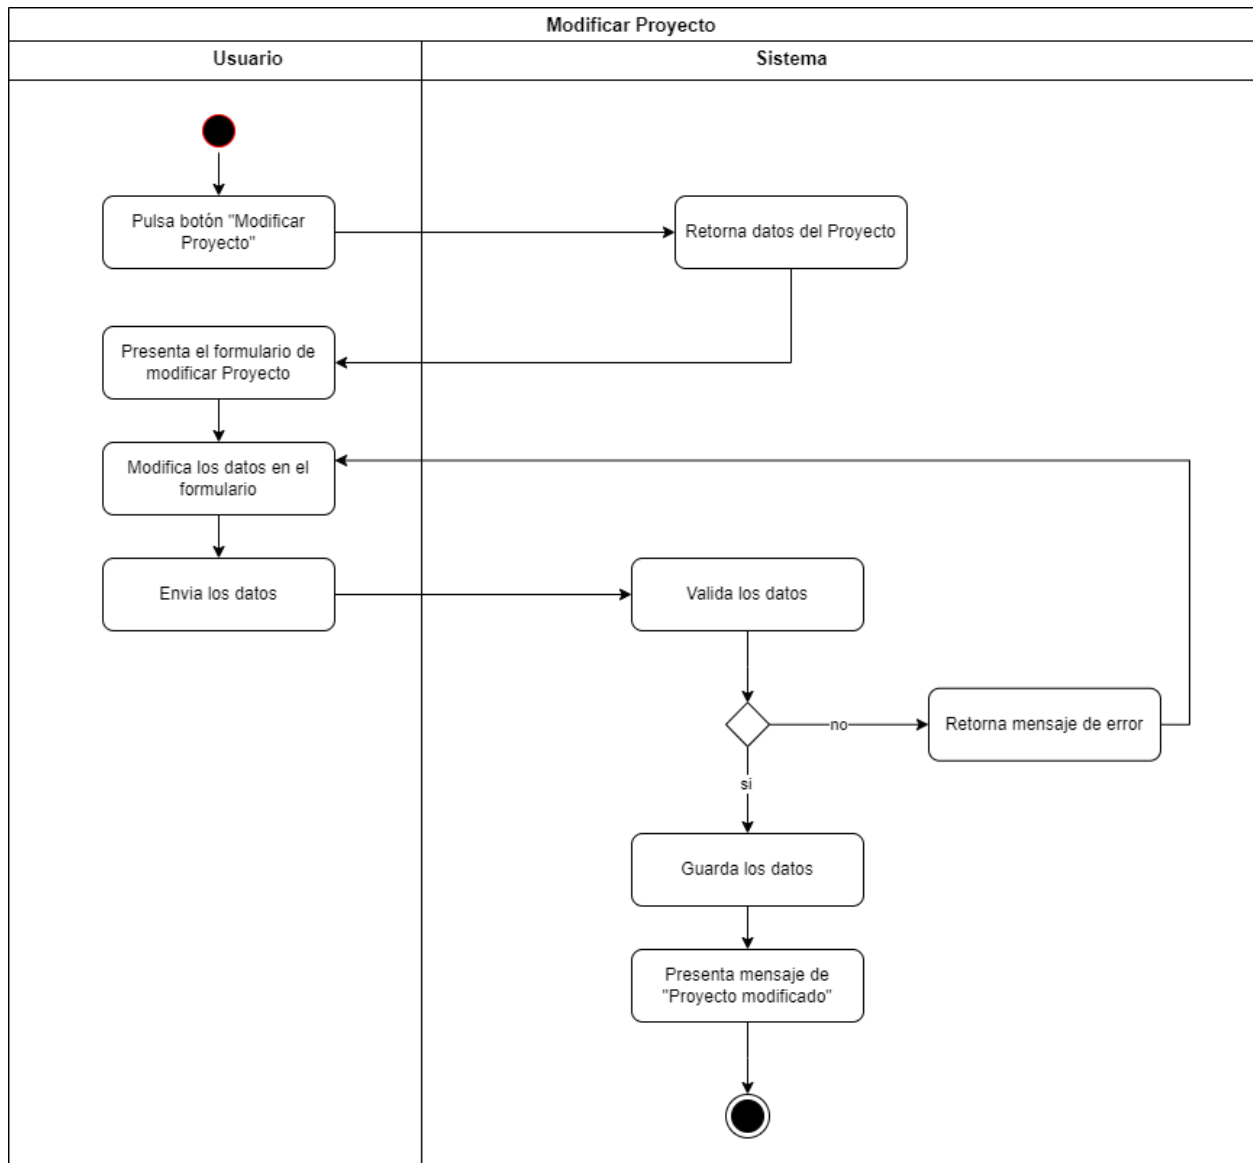 Modificar Proyecto
Usuario
Sistema
Pulsa botón "Modificar
Proyecto"
Retorna datos del Proyecto
Presenta el formulario de
modificar Proyecto
Modifica los datos en el
formulario
Envia los datos
Valida los datos
no
Retorna mensaje de error
si
Guarda los datos
Presenta mensaje de
"Proyecto modificado"